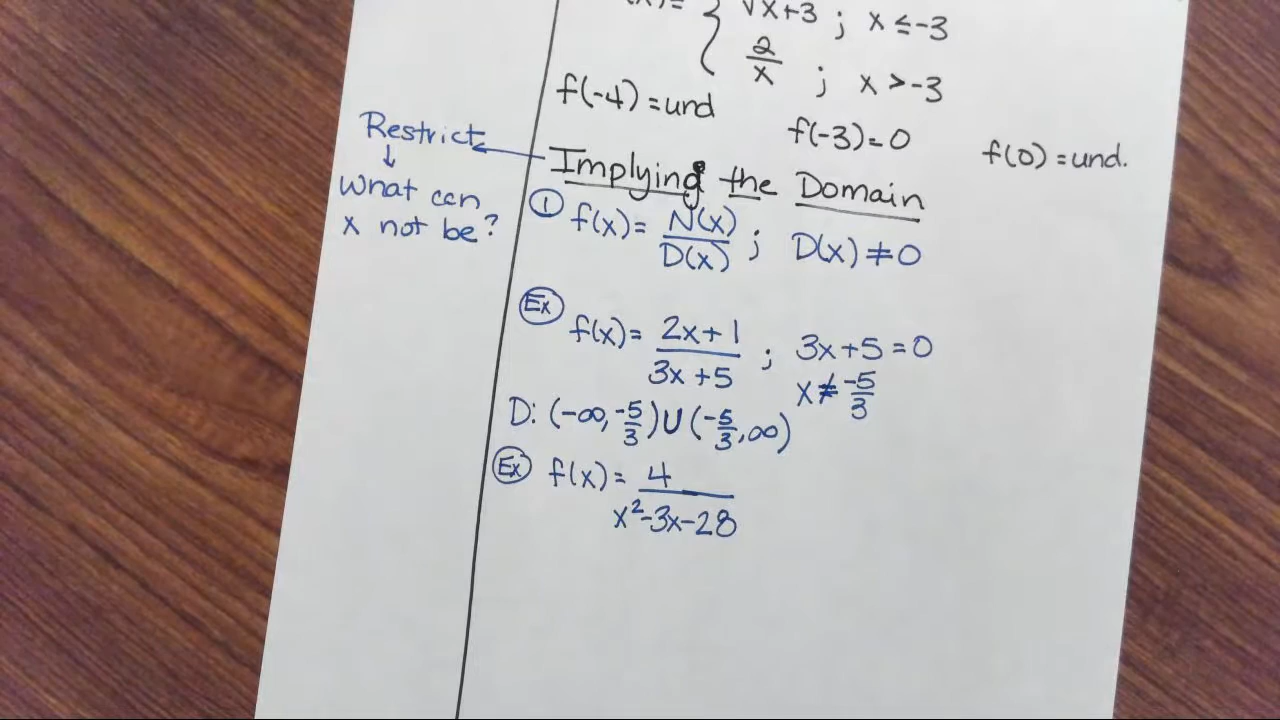 (x) = { √x+3 ; x ≤ -3
2/x ; x > -3
f(-4) = und
f(-3) = 0
f(0) = und.
Restrict ←
↓
What can
x not be?
Implying the Domain
① f(x) = N(x)/D(x) ; D(x) ≠ 0
Ex f(x) = 2x+1/3x+5 ; 3x+5 = 0
x ≠ -5/3
D: (-∞, -5/3) ∪ (-5/3, ∞)
Ex f(x) = 4/x²-3x-28